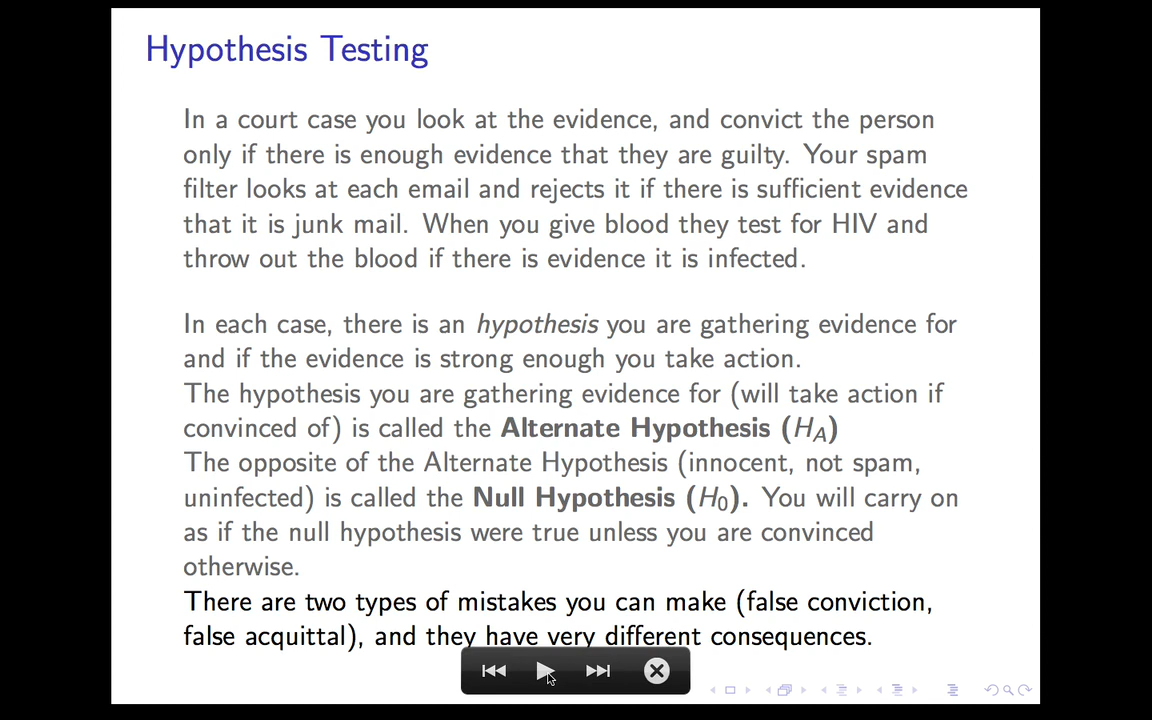 Hypothesis Testing
In a court case you look at the evidence, and convict the person
only if there is enough evidence that they are guilty. Your spam
filter looks at each email and rejects it if there is sufficient evidence
that it is junk mail. When you give blood they test for HIV and
throw out the blood if there is evidence it is infected.
In each case, there is an hypothesis you are gathering evidence for
and if the evidence is strong enough you take action.
The hypothesis you are gathering evidence for (will take action if
convinced of) is called the Alternate Hypothesis (H_A)
The opposite of the Alternate Hypothesis (innocent, not spam,
uninfected) is called the Null Hypothesis (H_0). You will carry on
as if the null hypothesis were true unless you are convinced
otherwise.
There are two types of mistakes you can make (false conviction,
false acquittal), and they have very different consequences.